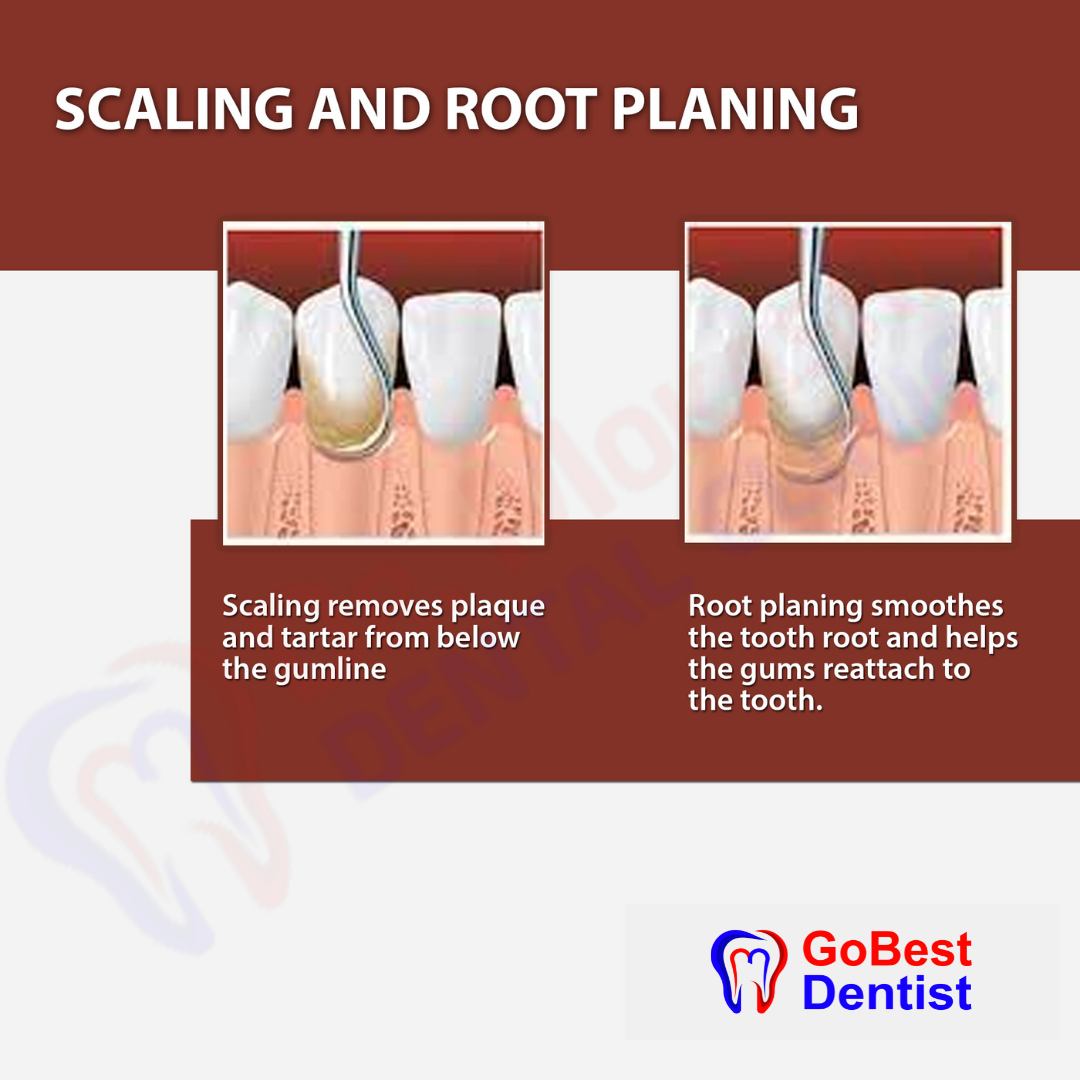 SCALING AND ROOT PLANING
Scaling removes plaque
and tartar from below
the gumline
Root planing smoothes
the tooth root and helps
the gums reattach to
the tooth.
DENTAL
GoBest
Dentist